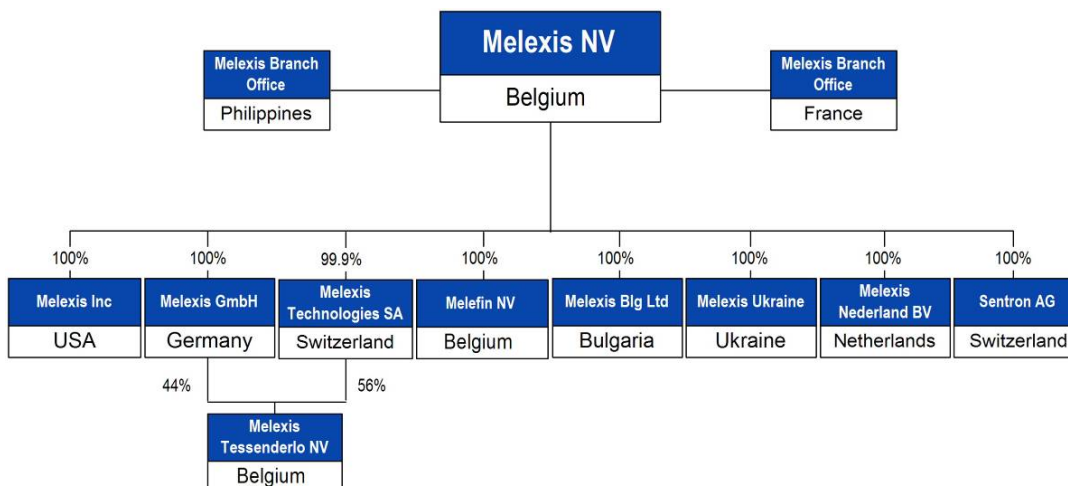 Melexis NV
Belgium
Melexis Branch
Office
Philippines
Melexis Branch
Office
France
100%
100%
99.9%
100%
100%
100%
100%
100%
Melexis Inc
USA
Melexis GmbH
Germany
Melexis
Technologies SA
Switzerland
Melefin NV
Belgium
Melexis Blg Ltd
Bulgaria
Melexis Ukraine
Ukraine
Melexis
Nederland BV
Netherlands
Sentron AG
Switzerland
44%
56%
Melexis
Tessenderlo NV
Belgium